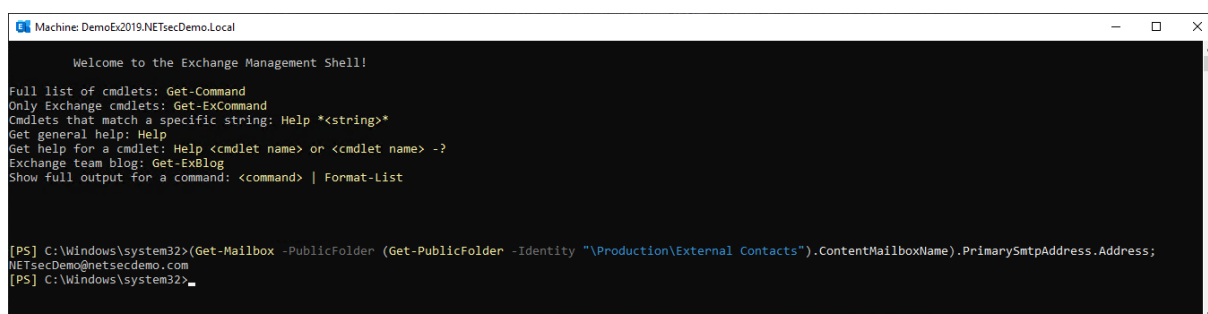 Machine: DemoEx2019.NETsecDemo.Local
Welcome to the Exchange Management Shell!
Full list of cmdlets: Get-Command
Only Exchange cmdlets: Get-ExCommand
Cmdlets that match a specific string: Help *<string>*
Get general help: Help
Get help for a cmdlet: Help <cmdlet name> or <cmdlet name> -?
Exchange team blog: Get-ExBlog
Show full output for a command: <command> | Format-List
[PS] C:\Windows\system32>(Get-Mailbox -PublicFolder (Get-PublicFolder -Identity "\Production\External Contacts").ContentMailboxName).PrimarySmtpAddress.Address;
NETsecDemo@netsecdemo.com
[PS] C:\Windows\system32>